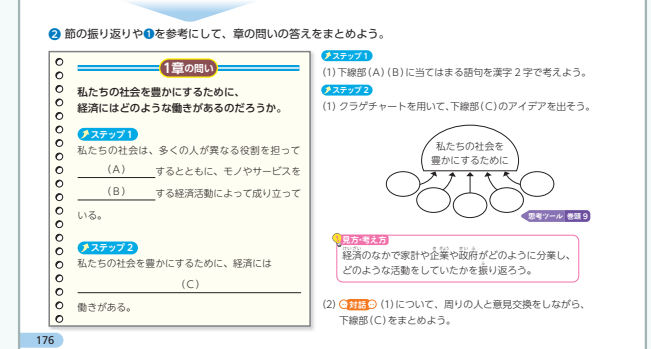 ❷ 節の振り返りや❶を参考にして、章の問いの答えをまとめよう。
1章の問い
私たちの社会を豊かにするために、
経済にはどのような働きがあるのだろうか。
ステップ1
私たちの社会は、多くの人が異なる役割を担って
(A) するとともに、モノやサービスを
(B) する経済活動によって成り立って
いる。
ステップ2
私たちの社会を豊かにするために、経済には
(C)
働きがある。
ステップ1
(1)下線部(A)(B)に当てはまる語句を漢字2字で考えよう。
ステップ2
(1)クラゲチャートを用いて、下線部(C)のアイデアを出そう。
私たちの社会を
豊かにするために
思考ツール 巻頭9
見方・考え方
経済のなかで家計や企業や政府がどのように分業し、
どのような活動をしていたかを振り返ろう。
(2) 対話 (1)について、周りの人と意見交換をしながら、
下線部(C)をまとめよう。
176